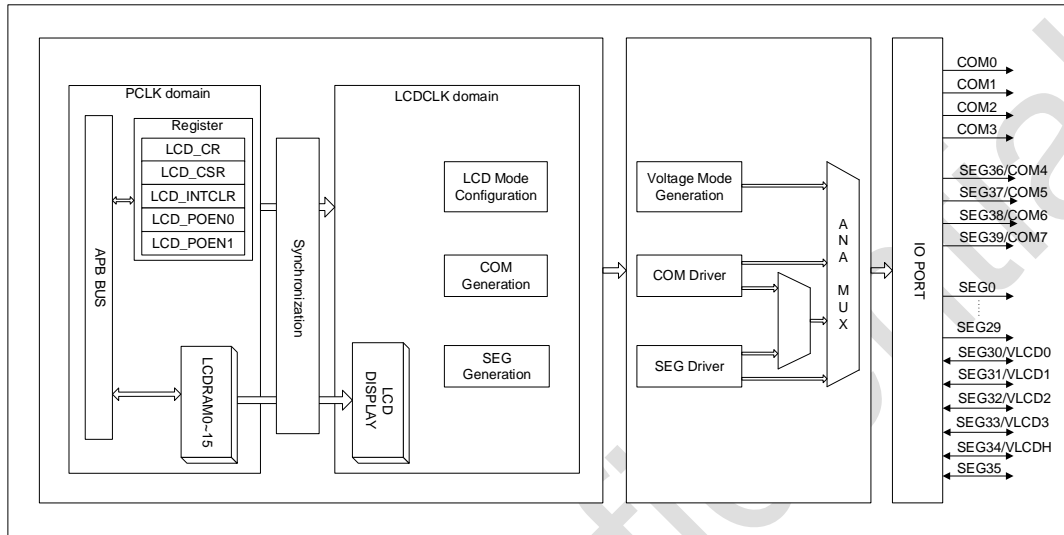 PCLK domain
Register
LCD_CR
LCD_CSR
LCD_INTCLR
LCD_POEN0
LCD_POEN1
APB BUS
LCDRAM0~15
Synchronization
LCDCLK domain
LCD Mode
Configuration
COM
Generation
SEG
Generation
LCD
DISPLAY
Voltage Mode
Generation
COM Driver
SEG Driver
ANA MUX
IO PORT
COM0
COM1
COM2
COM3
SEG36/COM4
SEG37/COM5
SEG38/COM6
SEG39/COM7
SEG0
SEG29
SEG30/VLCD0
SEG31/VLCD1
SEG32/VLCD2
SEG33/VLCD3
SEG34/VLCDH
SEG35